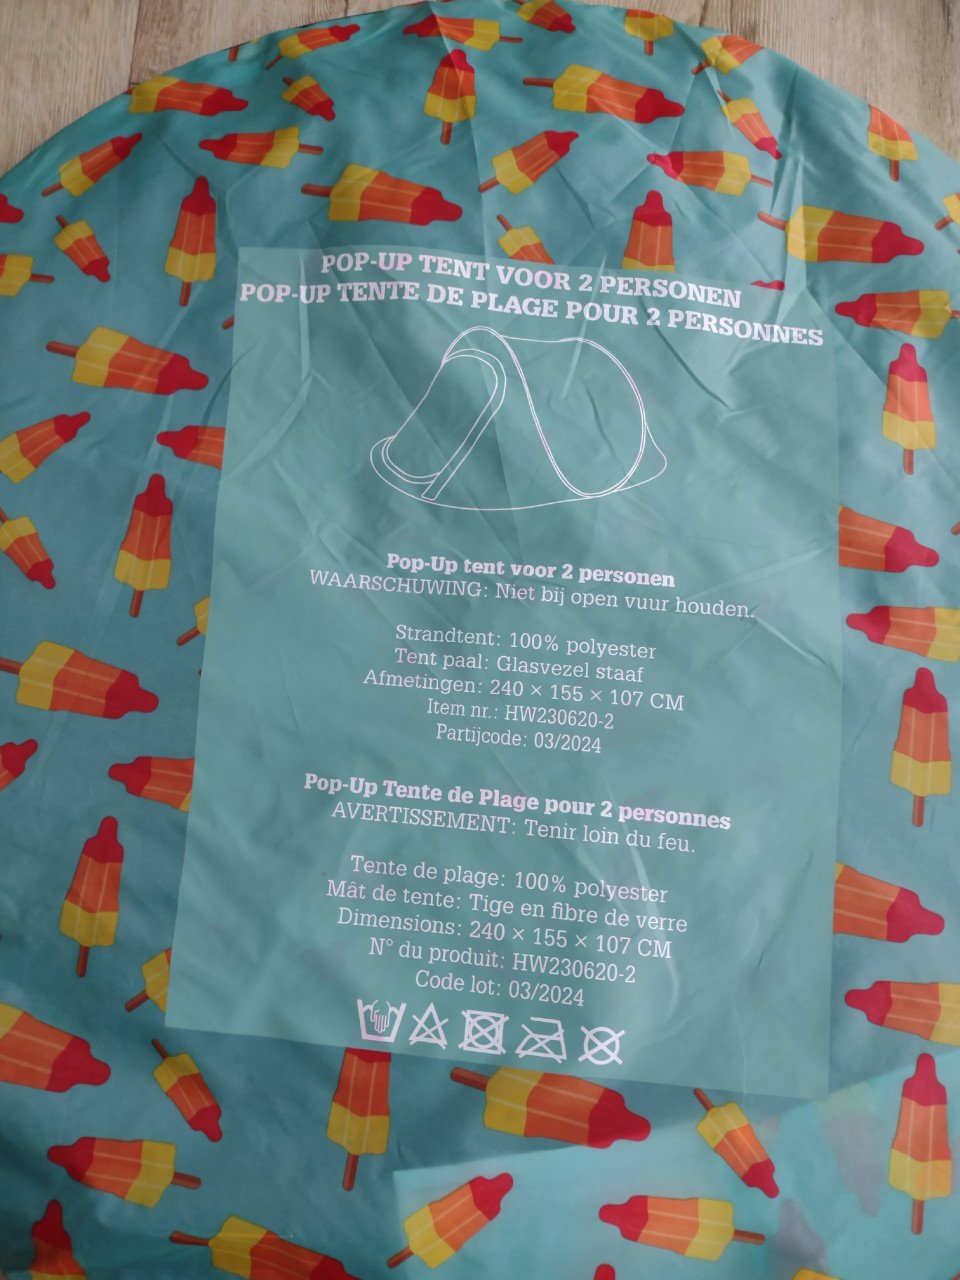 POP-UP TENT VOOR 2 PERSONEN
POP-UP TENTE DE PLAGE POUR 2 PERSONNES
Pop-Up tent voor 2 personen
WAARSCHUWING: Niet bij open vuur houden.
Strandtent: 100% polyester
Tent paal: Glasvezel staaf
Afmetingen: 240 × 155 × 107 CM
Item nr.: HW230620-2
Partijcode: 03/2024
Pop-Up Tente de Plage pour 2 personnes
AVERTISSEMENT: Tenir loin du feu.
Tente de plage: 100% polyester
Mât de tente: Tige en fibre de verre
Dimensions: 240 × 155 × 107 CM
N° du produit: HW230620-2
Code lot: 03/2024